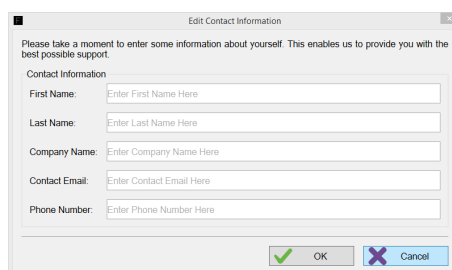 Edit Contact Information
Please take a moment to enter some information about yourself. This enables us to provide you with the
best possible support.
Contact Information
First Name: Enter First Name Here
Last Name: Enter Last Name Here
Company Name: Enter Company Name Here
Contact Email: Enter Contact Email Here
Phone Number: Enter Phone Number Here
OK Cancel